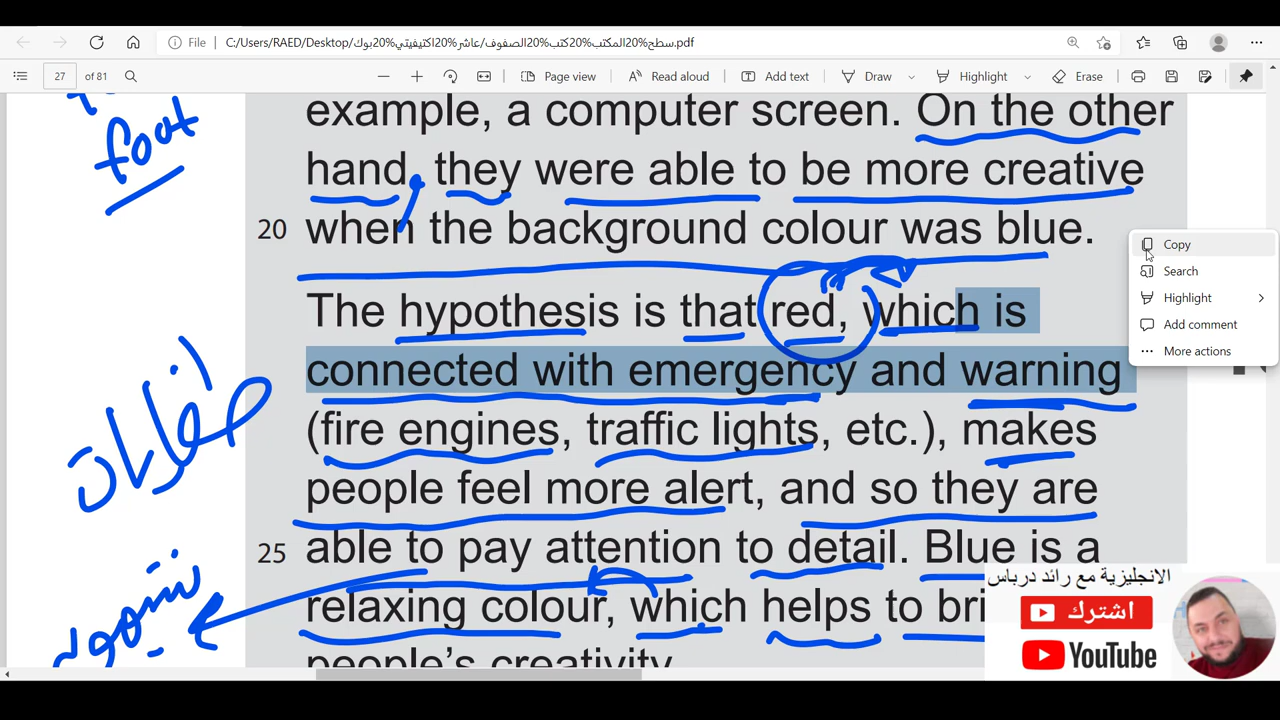 File
C:/Users/RAED/Desktop/سطح%20المكتب%20كتب%20الصفوف/عاشر%20اكتيفيتي%20بوك.pdf
27 of 81
Page view
Read aloud
Add text
Draw
Highlight
Erase
foot
example, a computer screen. On the other
hand, they were able to be more creative
20 when the background colour was blue.
The hypothesis is that red, which is
connected with emergency and warning
(fire engines, traffic lights, etc.), makes
people feel more alert, and so they are
25 able to pay attention to detail. Blue is a
relaxing colour, which helps to bri
people's creativity
Copy
Search
Highlight
Add comment
More actions
الانجليزية مع رائد درباس
اشترك
YouTube